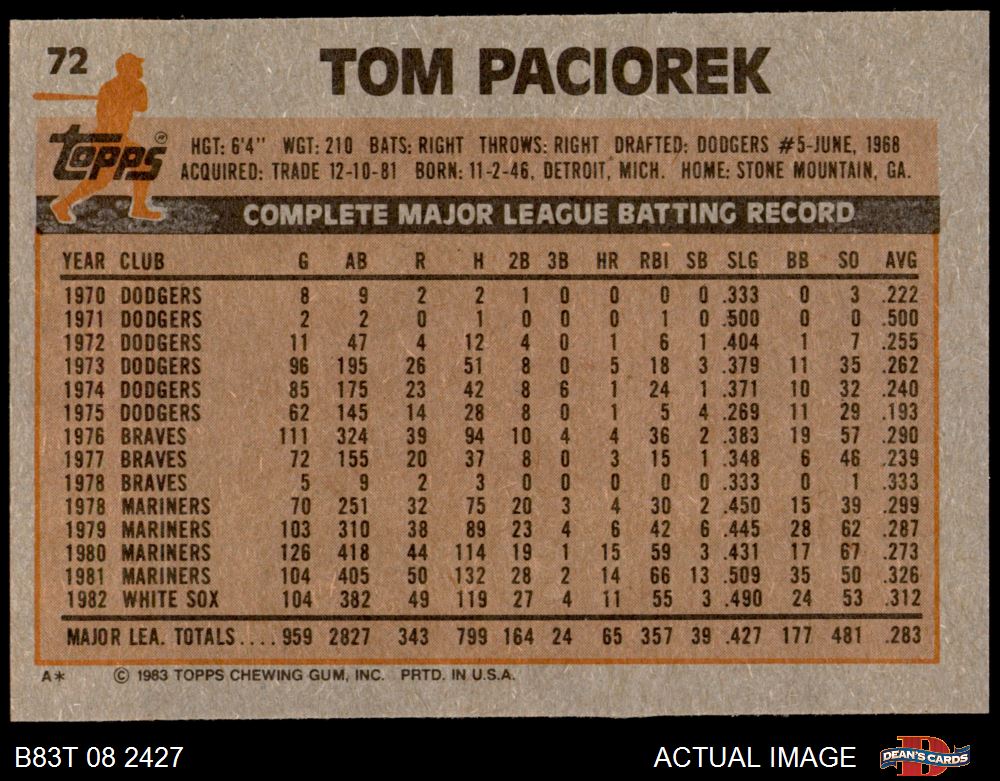 72
TOM PACIOREK
Topps®
HGT: 6'4" WGT: 210 BATS: RIGHT THROWS: RIGHT DRAFTED: DODGERS #5-JUNE, 1968
ACQUIRED: TRADE 12-10-81 BORN: 11-2-46, DETROIT, MICH. HOME: STONE MOUNTAIN, GA.
COMPLETE MAJOR LEAGUE BATTING RECORD
YEAR CLUB G AB R H 2B 3B HR RBI SB SLG BB SO AVG
1970 DODGERS 8 9 2 2 1 0 0 0 0 .333 0 3 .222
1971 DODGERS 2 2 0 1 0 0 0 1 0 .500 0 0 .500
1972 DODGERS 11 47 4 12 4 0 1 6 1 .404 1 7 .255
1973 DODGERS 96 195 26 51 8 0 5 18 3 .379 11 35 .262
1974 DODGERS 85 175 23 42 8 6 1 24 1 .371 10 32 .240
1975 DODGERS 62 145 14 28 8 0 1 5 4 .269 11 29 .193
1976 BRAVES 111 324 39 94 10 4 4 36 2 .383 19 57 .290
1977 BRAVES 72 155 20 37 8 0 3 15 1 .348 6 46 .239
1978 BRAVES 5 9 2 3 0 0 0 0 0 .333 0 1 .333
1978 MARINERS 70 251 32 75 20 3 4 30 2 .450 15 39 .299
1979 MARINERS 103 310 38 89 23 4 6 42 6 .445 28 62 .287
1980 MARINERS 126 418 44 114 19 1 15 59 3 .431 17 67 .273
1981 MARINERS 104 405 50 132 28 2 14 66 13 .509 35 50 .326
1982 WHITE SOX 104 382 49 119 27 4 11 55 3 .490 24 53 .312
MAJOR LEA. TOTALS.... 959 2827 343 799 164 24 65 357 39 .427 177 481 .283
A* © 1983 TOPPS CHEWING GUM, INC. PRTD. IN U.S.A.
B83T 08 2427 ACTUAL IMAGE DEAN'S CARDS